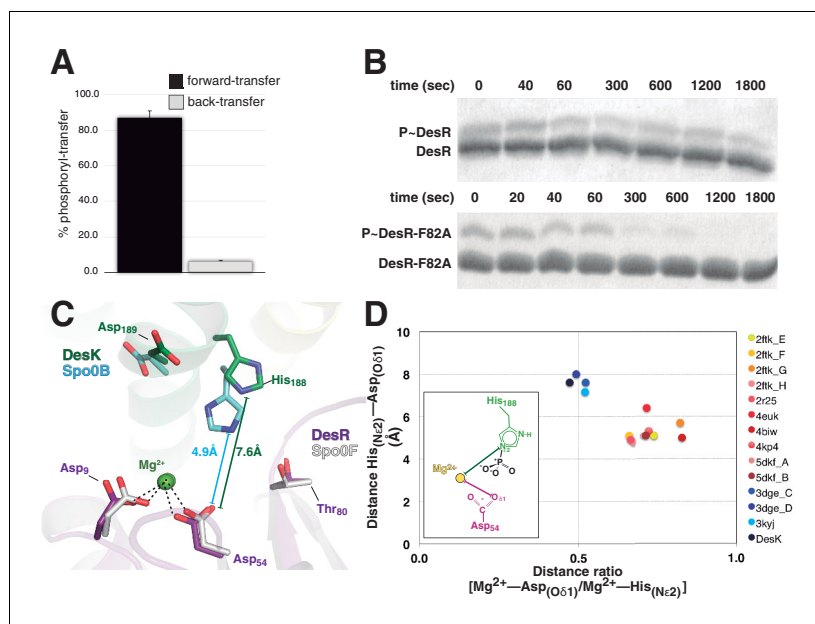 A
forward-transfer
back-transfer
% phosphoryl-transfer
100.0
80.0
60.0
40.0
20.0
0.0
B
time (sec) 0 40 60 300 600 1200 1800
P~DesR
DesR
time (sec) 0 20 40 60 300 600 1200 1800
P~DesR-F82A
DesR-F82A
C
Asp189
DesK
Spo0B
His188
4.9Å
7.6Å
DesR
Spo0F
Asp9
Mg2+
Thr80
Asp54
D
Distance His(Nε2)—Asp(Oδ1)
(Å)
10
8
6
4
2
0
0.0 0.5 1.0
Distance ratio
[Mg2+—Asp(Oδ1)/Mg2+—His(Nε2)]
His188
N-H
P
O
O
O
Mg2+
O
Oδ1
C
Asp54
2ftk_E
2ftk_F
2ftk_G
2ftk_H
2r25
4euk
4biw
4kp4
5dkf_A
5dkf_B
3dge_C
3dge_D
3kyj
DesK